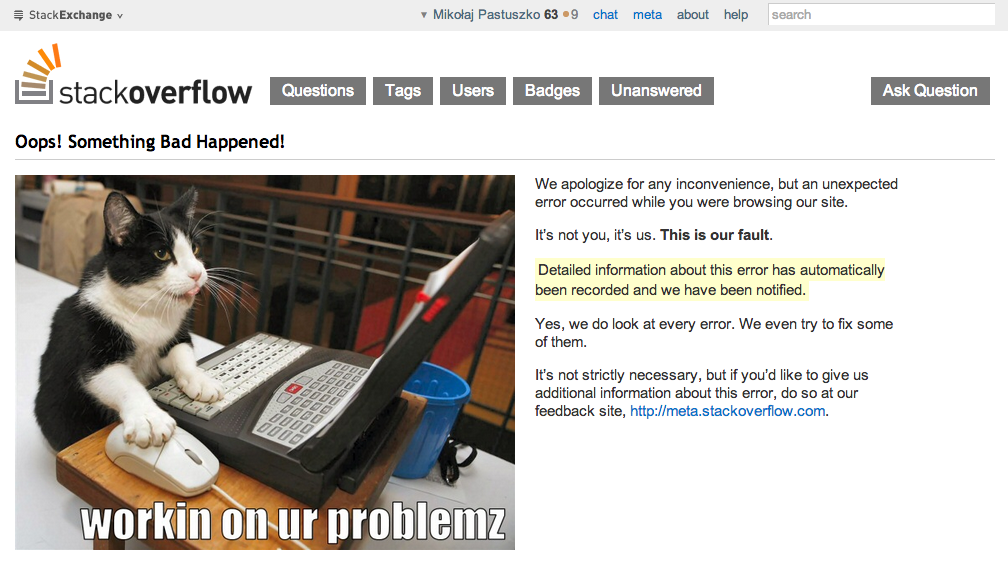 StackExchange
Mikołaj Pastuszko 63 9 chat meta about help search
stackoverflow
Questions Tags Users Badges Unanswered Ask Question
Oops! Something Bad Happened!
We apologize for any inconvenience, but an unexpected
error occurred while you were browsing our site.
It's not you, it's us. This is our fault.
Detailed information about this error has automatically
been recorded and we have been notified.
Yes, we do look at every error. We even try to fix some
of them.
It's not strictly necessary, but if you'd like to give us
additional information about this error, do so at our
feedback site, http://meta.stackoverflow.com.
workin on ur problemz